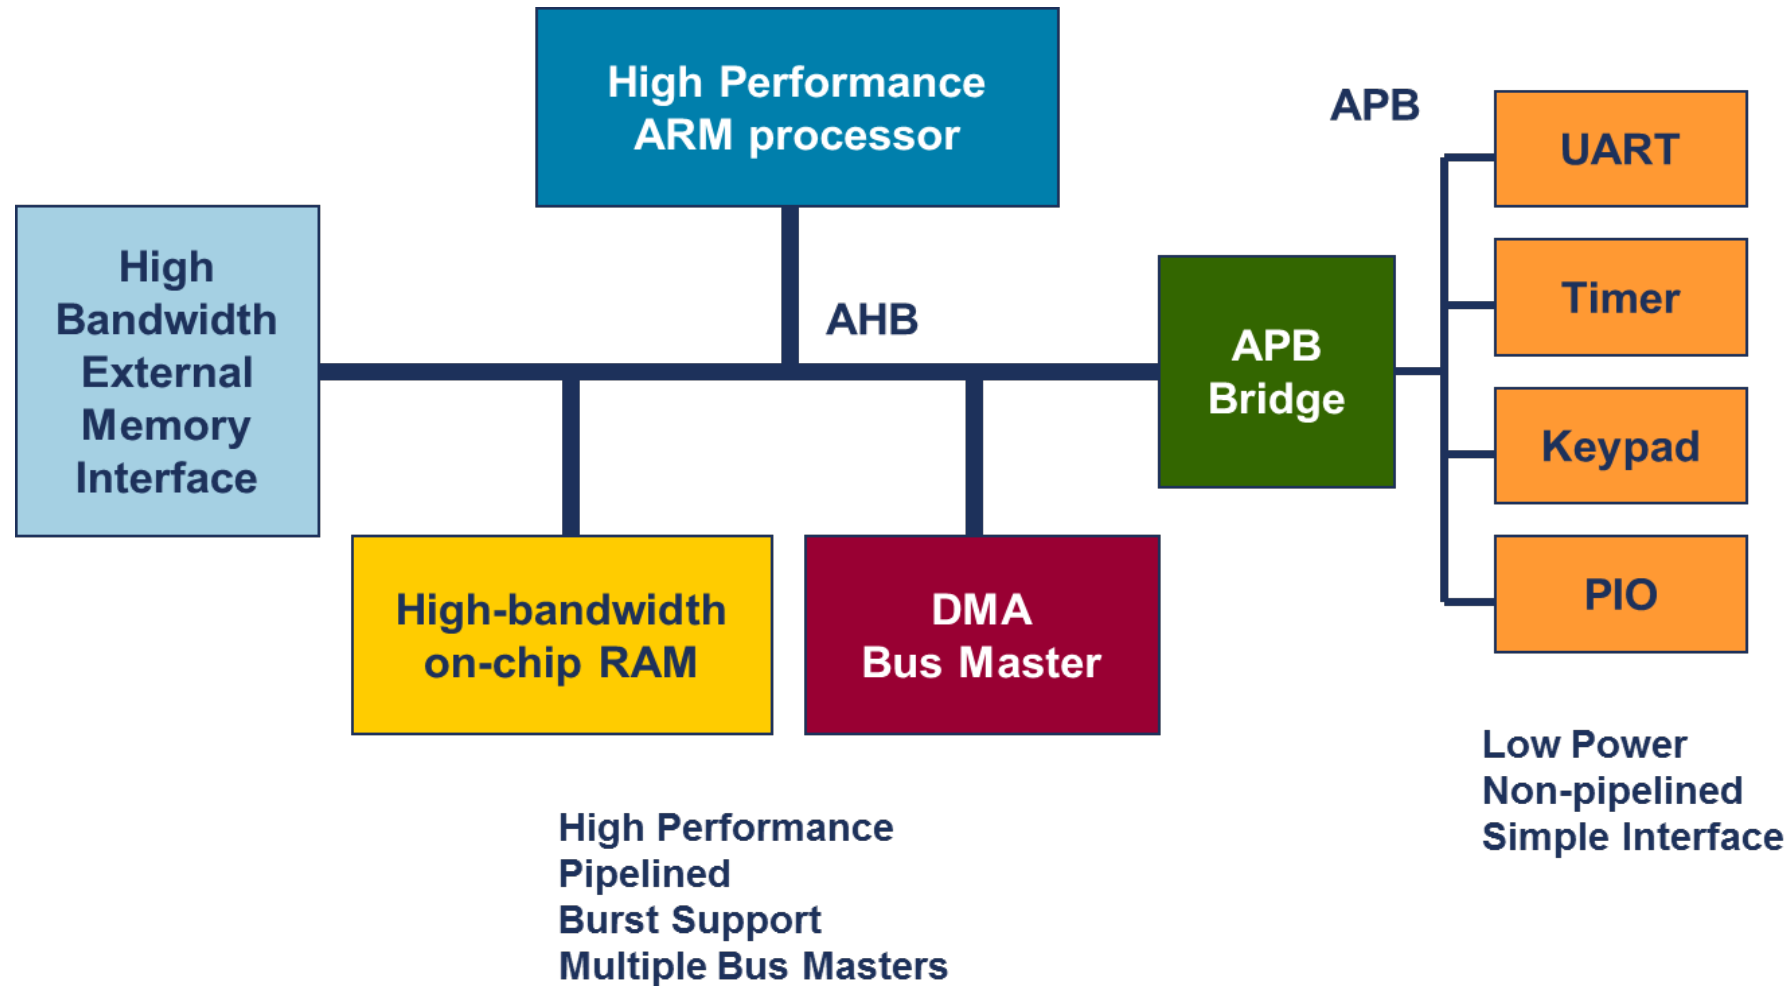 High Performance
ARM processor
APB
UART
High
Bandwidth
External
Memory
Interface
AHB
APB
Bridge
Timer
Keypad
PIO
High-bandwidth
on-chip RAM
DMA
Bus Master
Low Power
Non-pipelined
Simple Interface
High Performance
Pipelined
Burst Support
Multiple Bus Masters